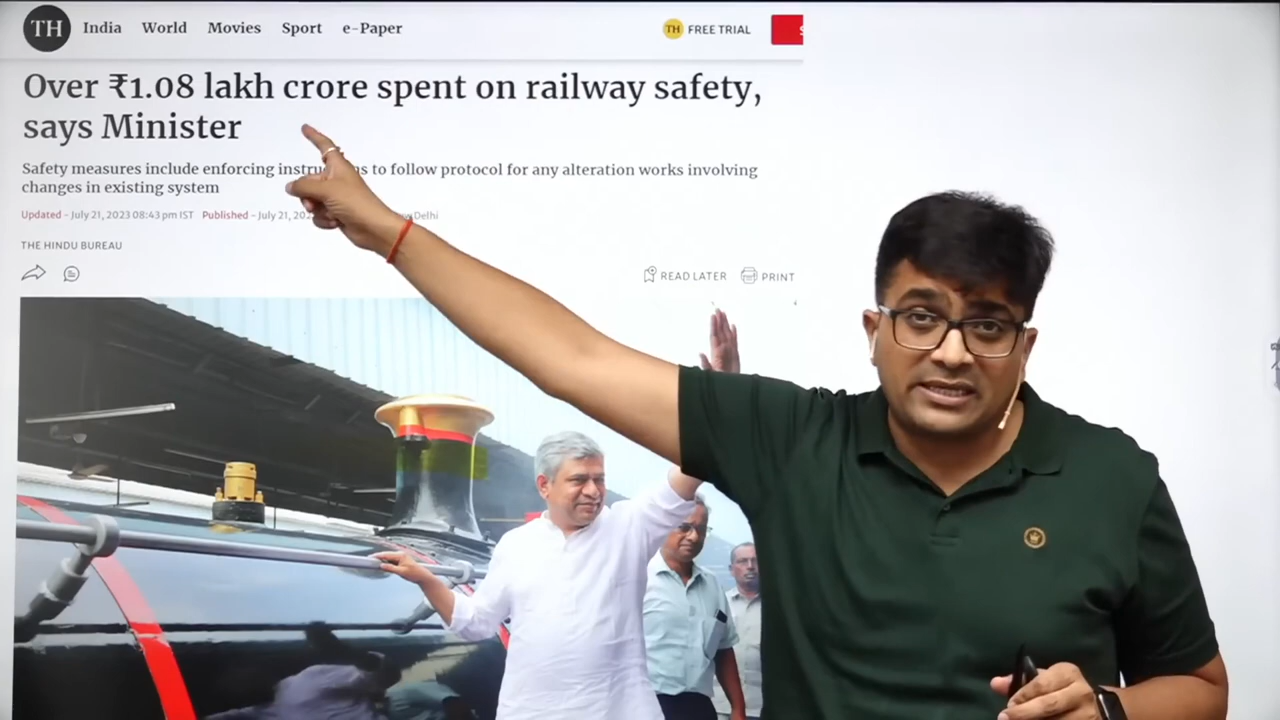 TH
India World Movies Sport e-Paper
TH FREE TRIAL
Over ₹1.08 lakh crore spent on railway safety,
says Minister
Safety measures include enforcing to follow protocol for any alteration works involving
changes in existing system
Updated - July 21, 2023 08:43 pm IST Published - July 21, Delhi
THE HINDU BUREAU
READ LATER PRINT